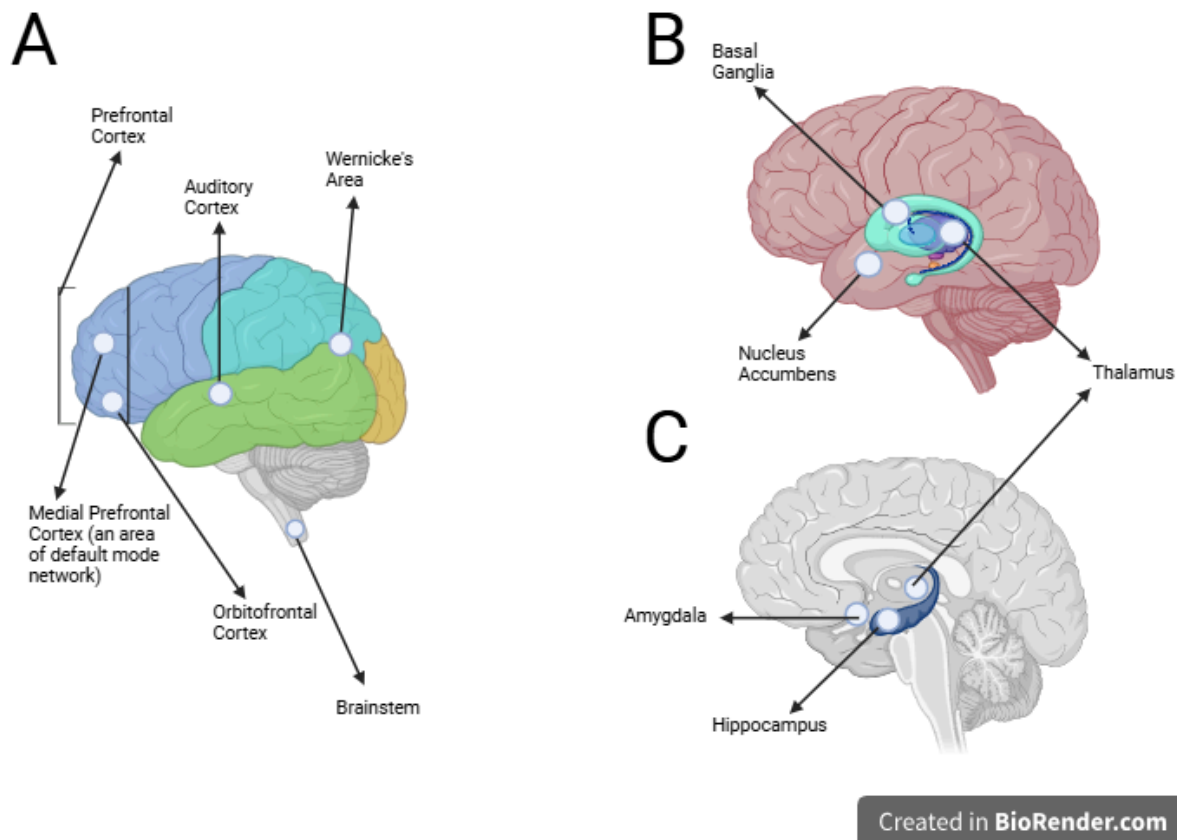 A
Prefrontal
Cortex
Auditory
Cortex
Wernicke's
Area
Medial Prefrontal
Cortex (an area
of default mode
network)
Orbitofrontal
Cortex
Brainstem
B
Basal
Ganglia
Nucleus
Accumbens
Thalamus
C
Amygdala
Hippocampus
Created in BioRender.com